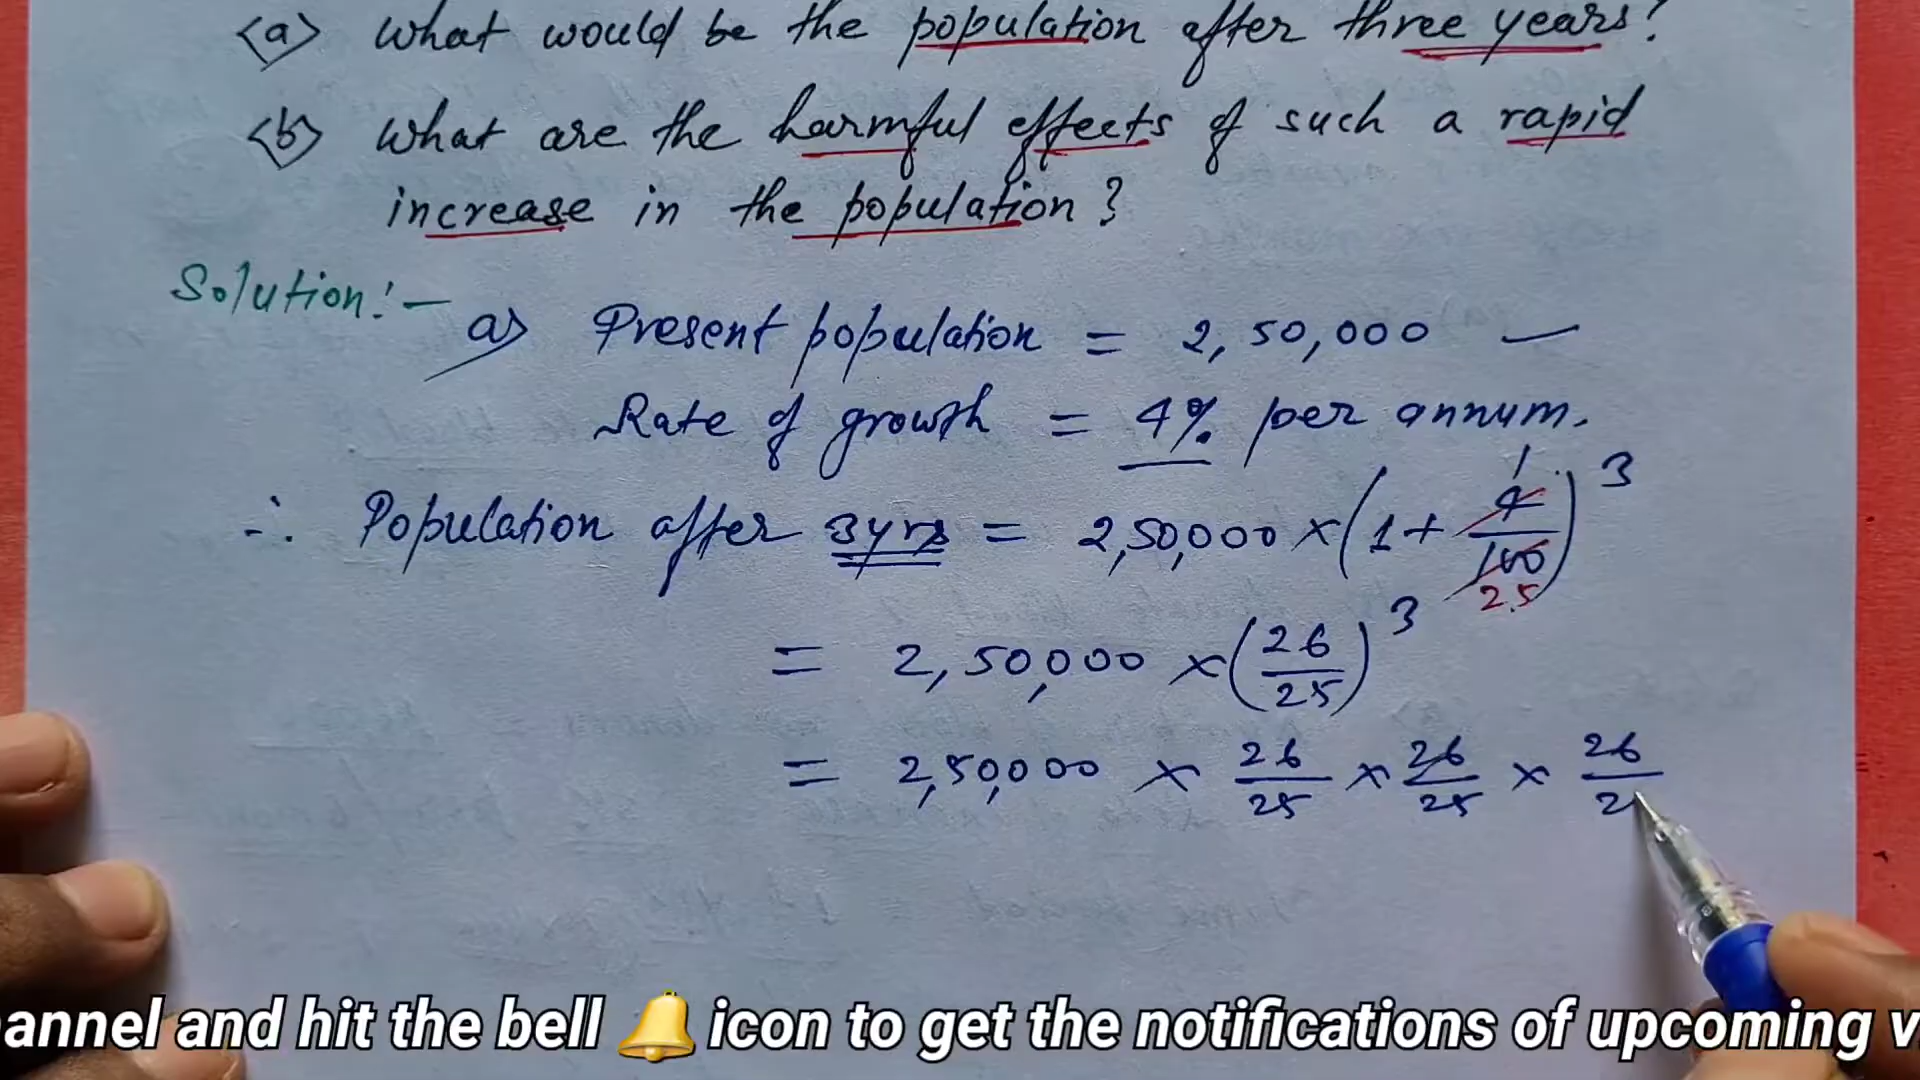 (a) What would be the population after three years?
(b) What are the harmful effects of such a rapid
increase in the population?
Solution:-
a) Present population = 2,50,000 —
Rate of growth = 4% per annum.
∴ Population after 3yrs = 2,50,000 × (1 + 4/100)^3
1
25
= 2,50,000 × (26/25)^3
= 2,50,000 × 26/25 × 26/25 × 26/2
annel and hit the bell 🔔 icon to get the notifications of upcoming v